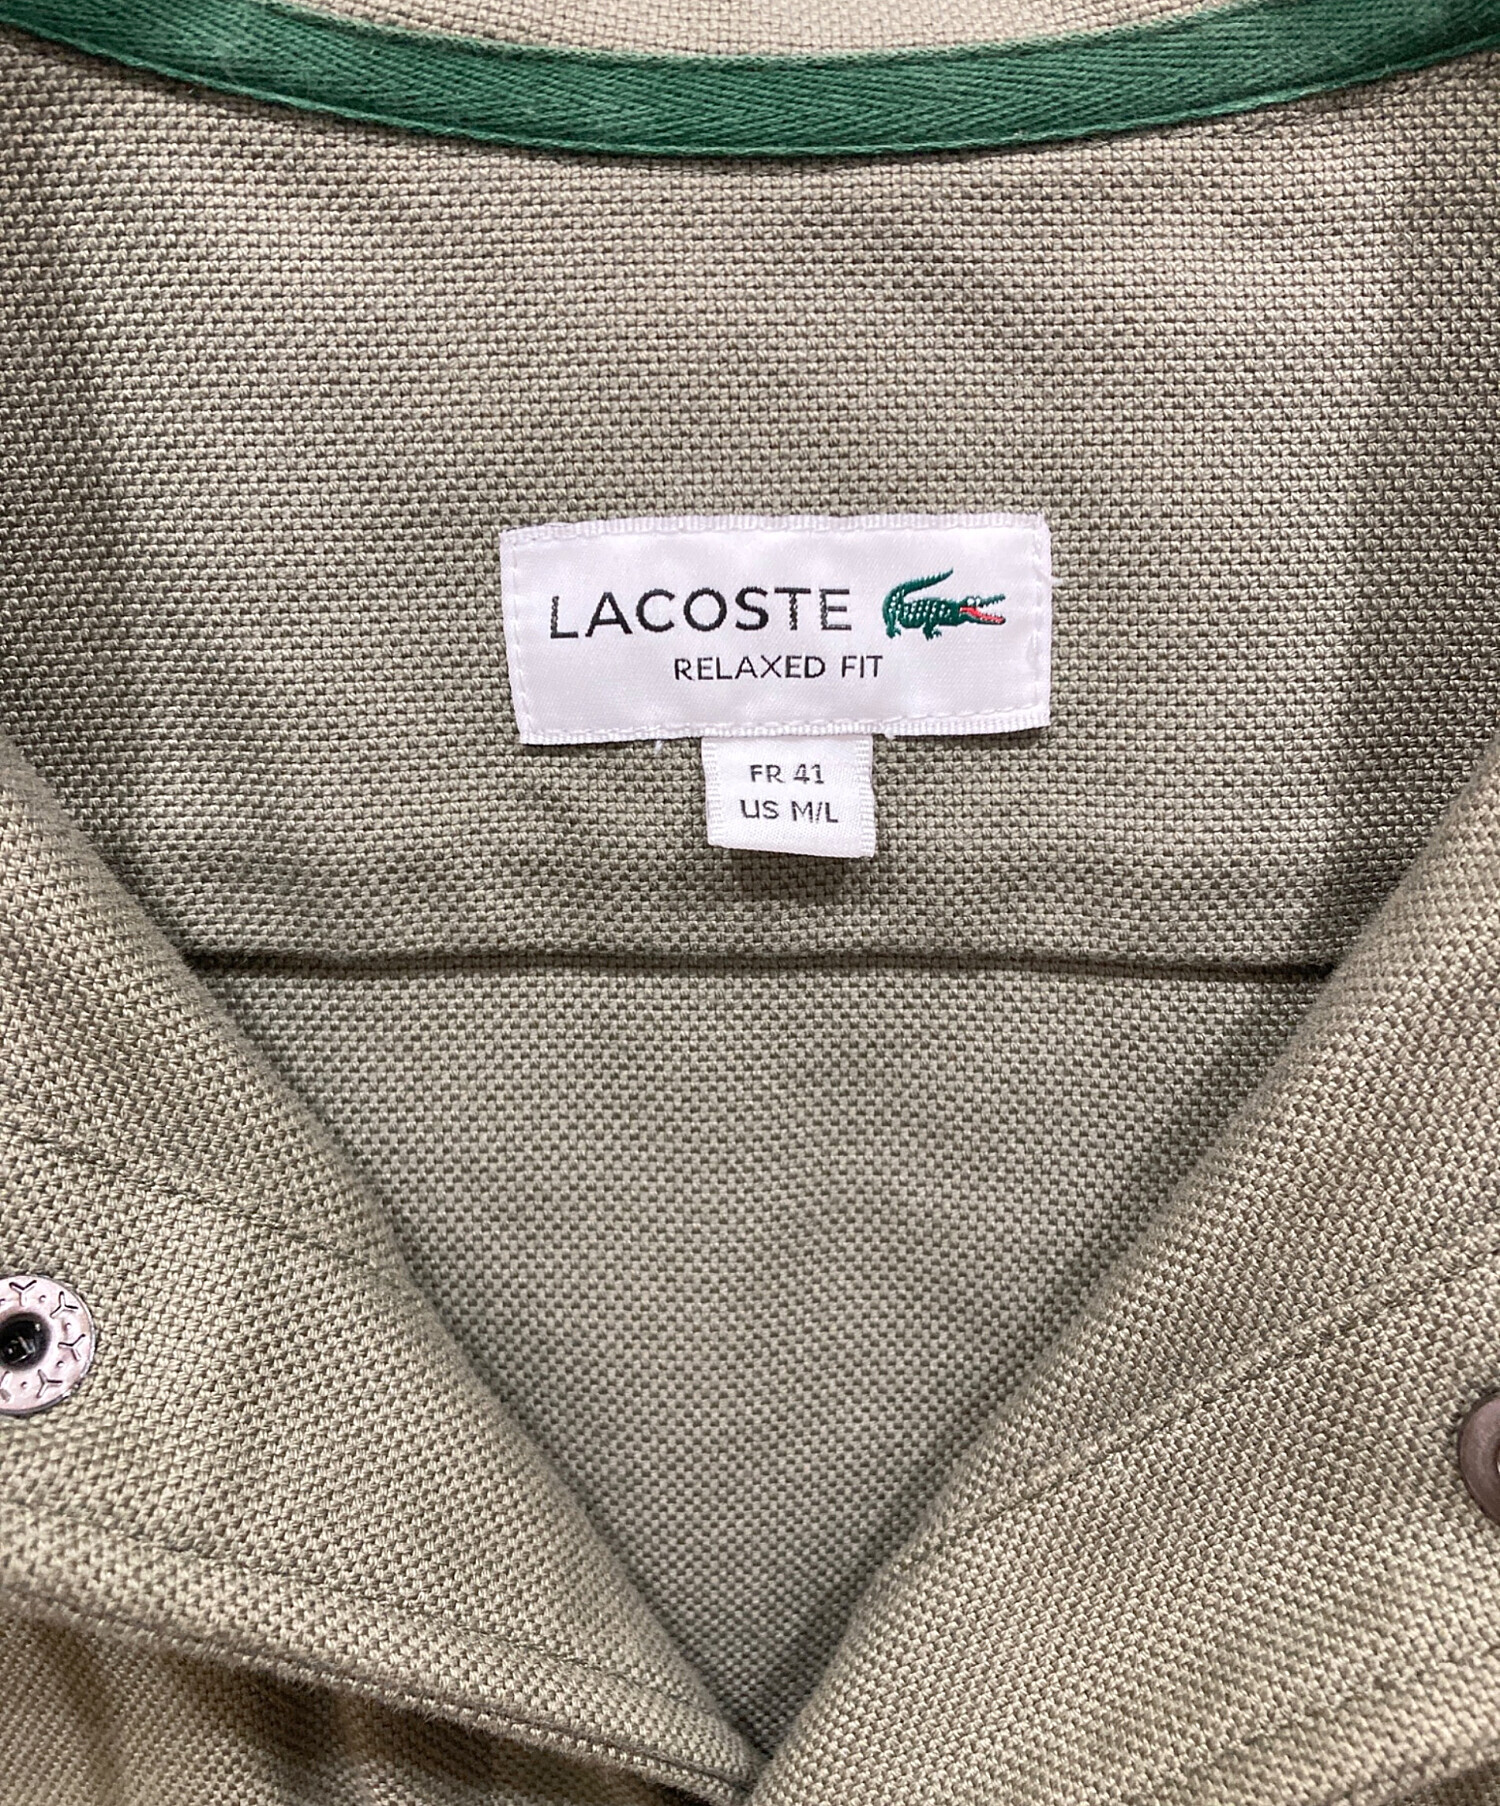 LACOSTE
RELAXED FIT
FR 41
US M/L